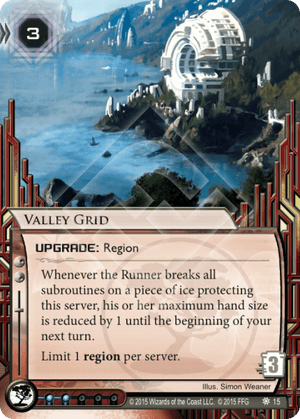 3
VALLEY GRID
UPGRADE: Region
Whenever the Runner breaks all
subroutines on a piece of ice protecting
this server, his or her maximum hand size
is reduced by 1 until the beginning of your
next turn.
Limit 1 region per server.
3
Illus. Simon Weaner
© 2015 Wizards of the Coast LLC. © 2015 FFG 15